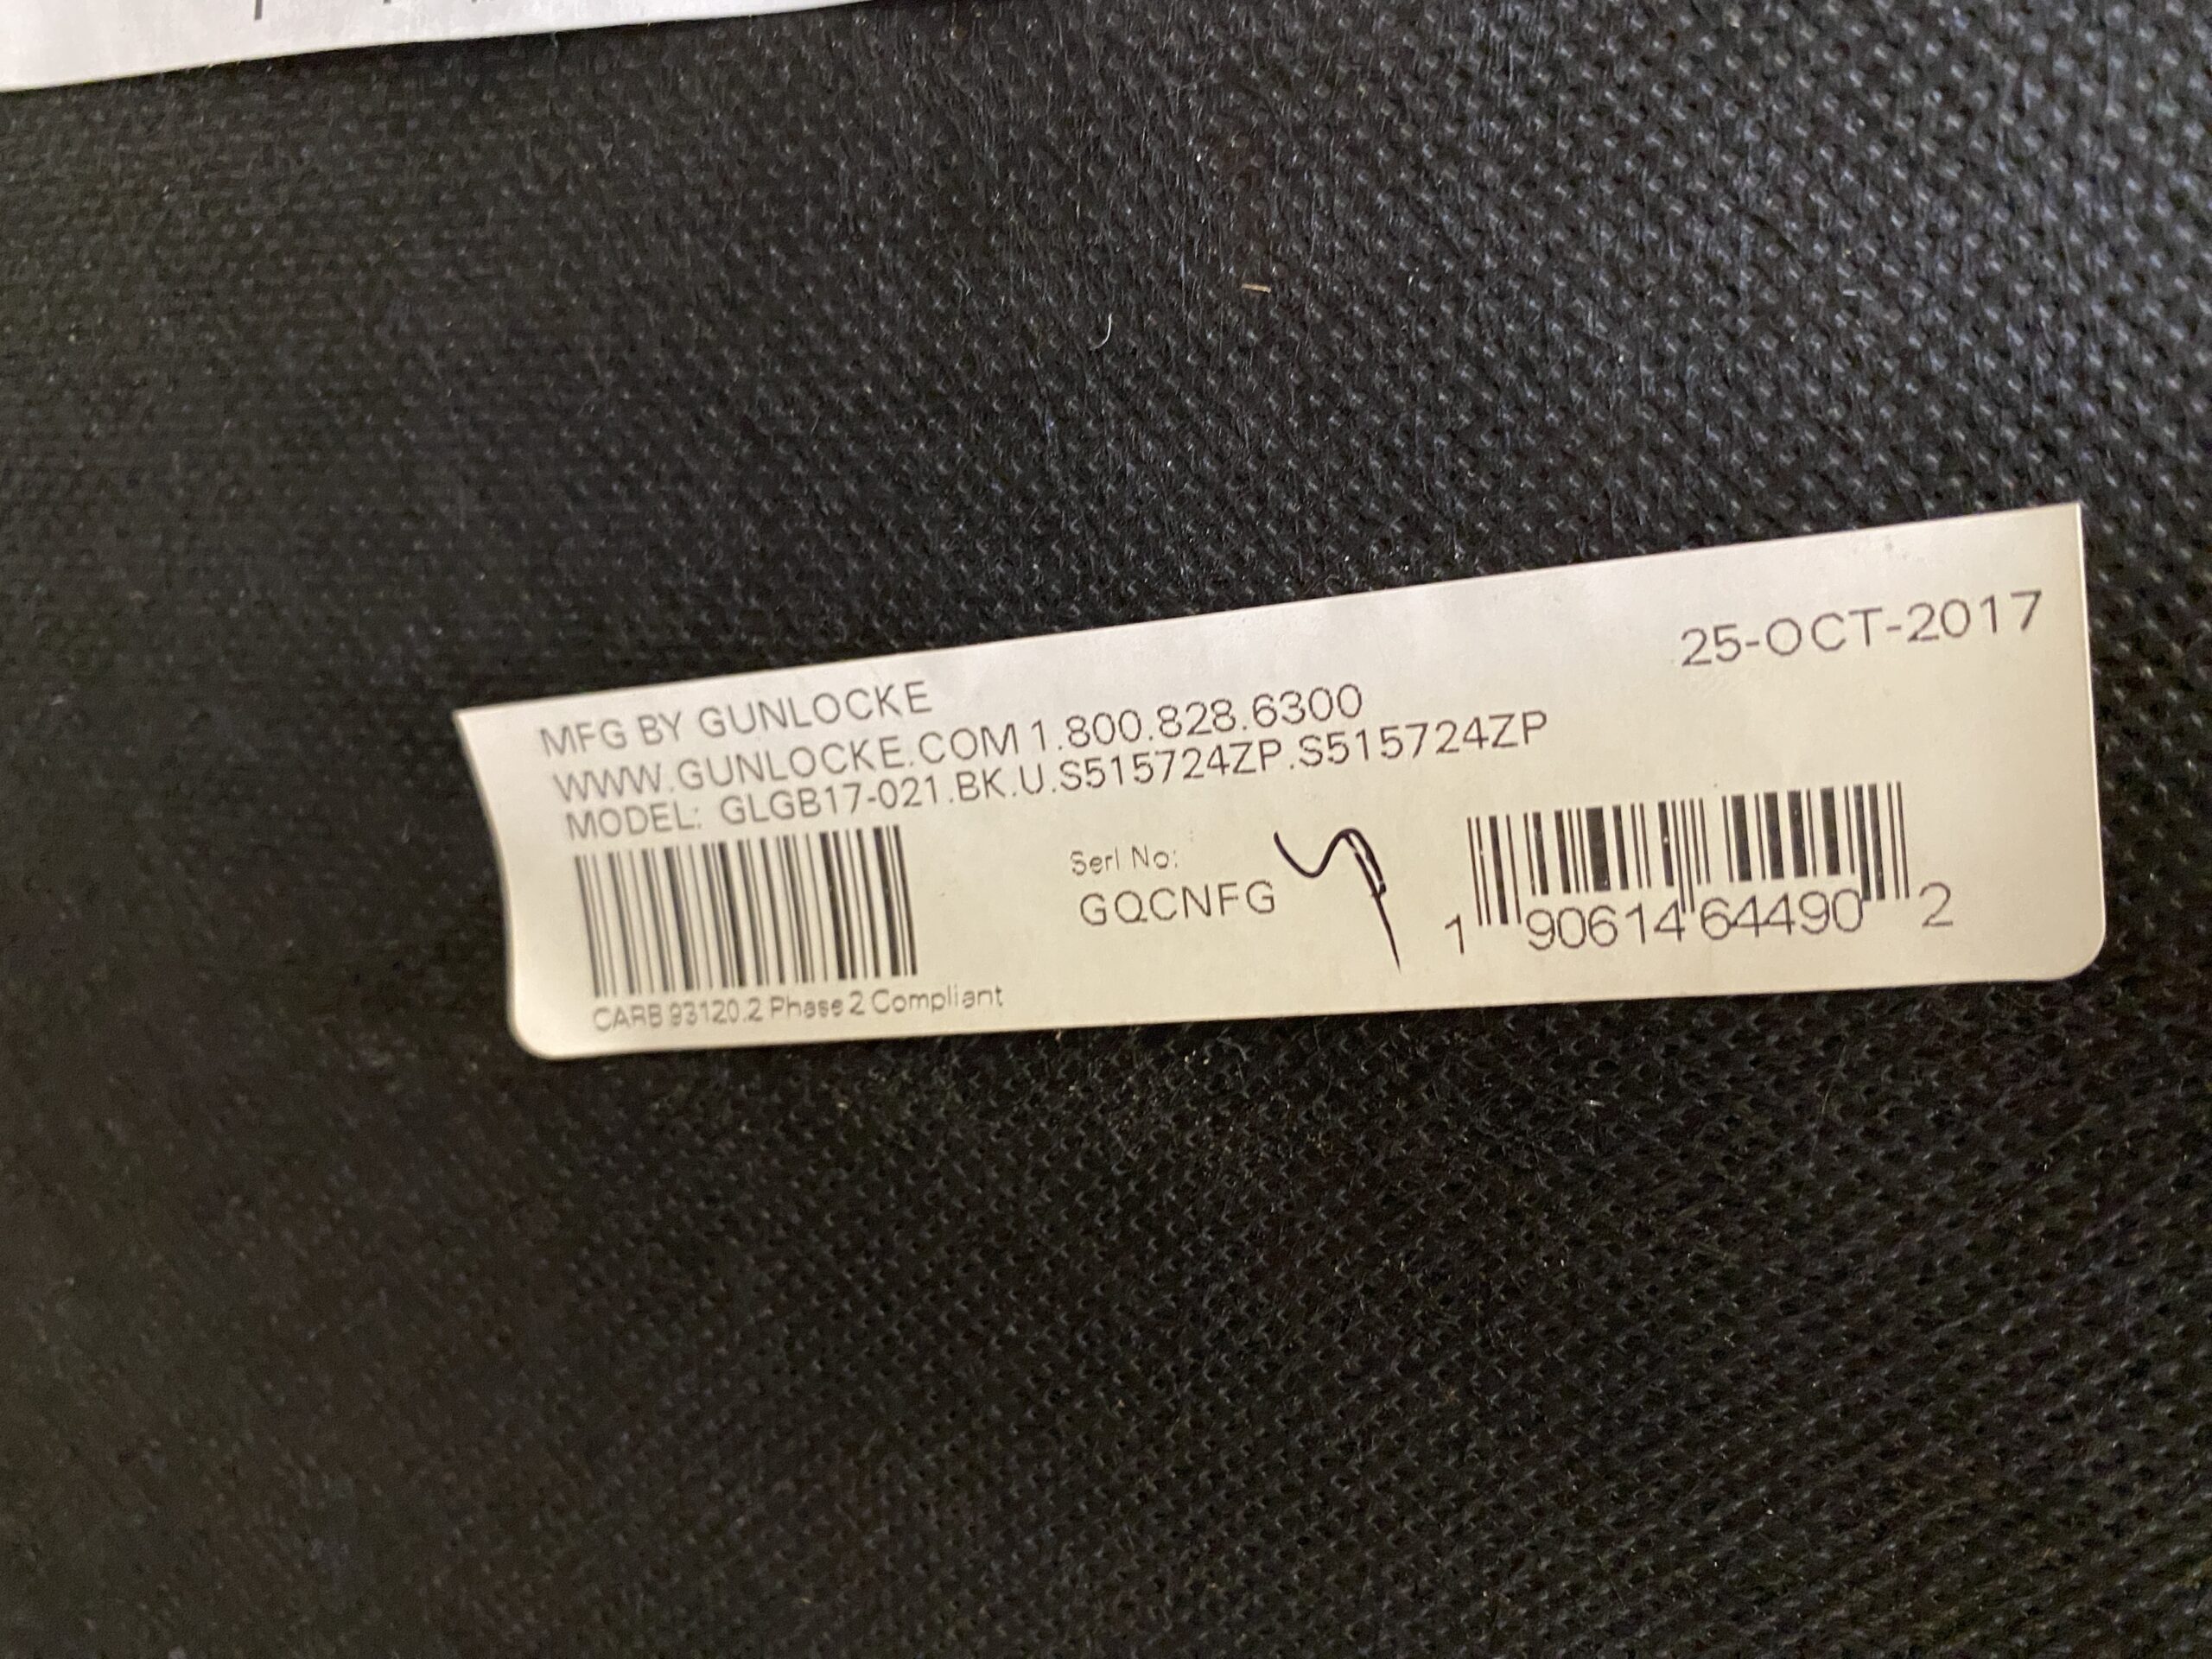 25-OCT-2017
MFG BY GUNLOCKE
WWW.GUNLOCKE.COM 1.800.828.6300
MODEL: GLGB17-021.BK.U.S515724ZP.S515724ZP
Serl No:
GQCNFG
1 90614 64490 2
CARB 93120.2 Phase 2 Compliant